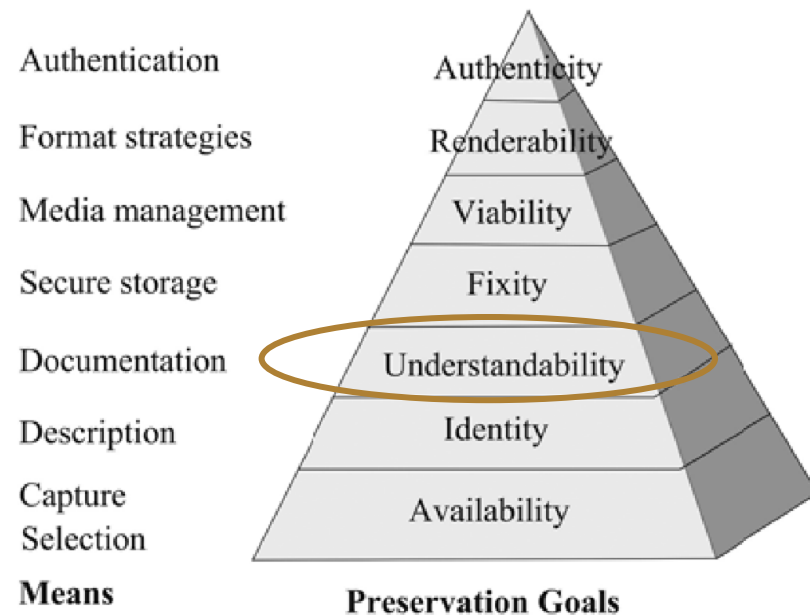 Authentication Authenticity
Format strategies Renderability
Media management Viability
Secure storage Fixity
Documentation Understandability
Description Identity
Capture
Selection Availability
Means Preservation Goals